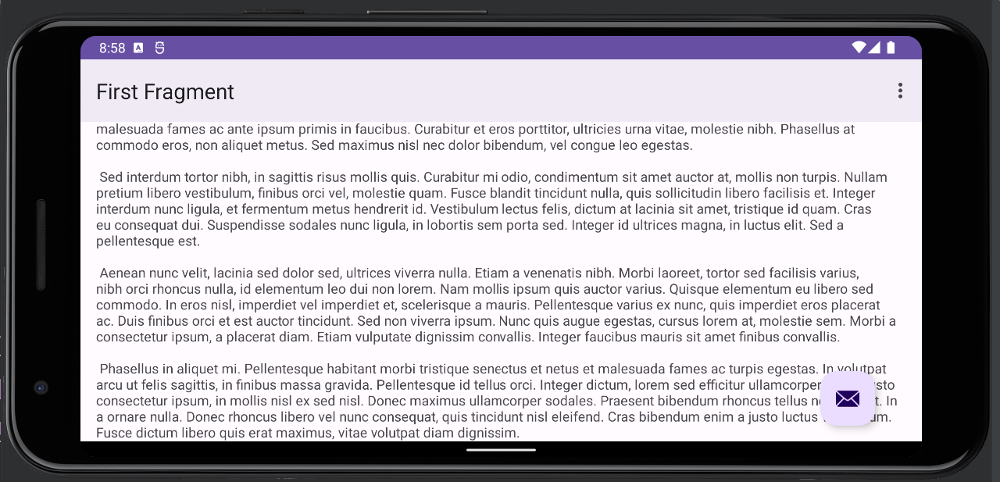 8:58
First Fragment
malesuada fames ac ante ipsum primis in faucibus. Curabitur et eros porttitor, ultricies urna vitae, molestie nibh. Phasellus at
commodo eros, non aliquet metus. Sed maximus nisl nec dolor bibendum, vel congue leo egestas.
Sed interdum tortor nibh, in sagittis risus mollis quis. Curabitur mi odio, condimentum sit amet auctor at, mollis non turpis. Nullam
pretium libero vestibulum, finibus orci vel, molestie quam. Fusce blandit tincidunt nulla, quis sollicitudin libero facilisis et. Integer
interdum nunc ligula, et fermentum metus hendrerit id. Vestibulum lectus felis, dictum at lacinia sit amet, tristique id quam. Cras
eu consequat dui. Suspendisse sodales nunc ligula, in lobortis sem porta sed. Integer id ultrices magna, in luctus elit. Sed a
pellentesque est.
Aenean nunc velit, lacinia sed dolor sed, ultrices viverra nulla. Etiam a venenatis nibh. Morbi laoreet, tortor sed facilisis varius,
nibh orci rhoncus nulla, id elementum leo dui non lorem. Nam mollis ipsum quis auctor varius. Quisque elementum eu libero sed
commodo. In eros nisl, imperdiet vel imperdiet et, scelerisque a mauris. Pellentesque varius ex nunc, quis imperdiet eros placerat
ac. Duis finibus orci et est auctor tincidunt. Sed non viverra ipsum. Nunc quis augue egestas, cursus lorem at, molestie sem. Morbi a
consectetur ipsum, a placerat diam. Etiam vulputate dignissim convallis. Integer faucibus mauris sit amet finibus convallis.
Phasellus in aliquet mi. Pellentesque habitant morbi tristique senectus et netus et malesuada fames ac turpis egestas. In volutpat
arcu ut felis sagittis, in finibus massa gravida. Pellentesque id tellus orci. Integer dictum, lorem sed efficitur ullamcorper
consectetur ipsum, in mollis nisl ex sed nisl. Donec maximus ullamcorper sodales. Praesent bibendum rhoncus tellus In
a ornare nulla. Donec rhoncus libero vel nunc consequat, quis tincidunt nisl eleifend. Cras bibendum enim a justo luctus
Fusce dictum libero quis erat maximus, vitae volutpat diam dignissim.